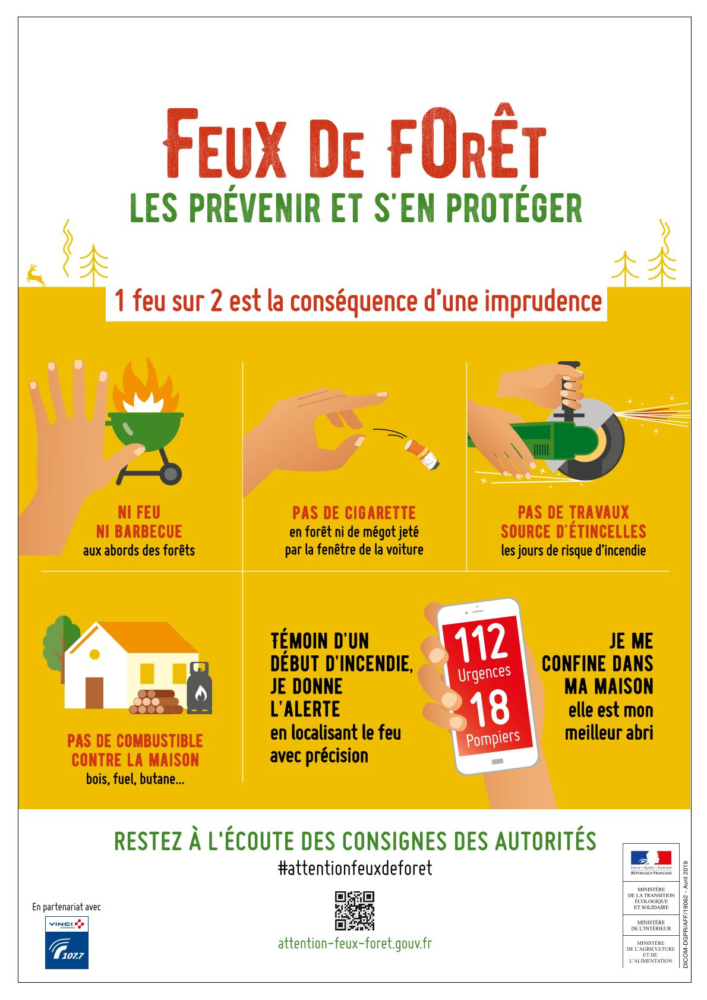 FEUX DE FORÊT
LES PRÉVENIR ET S'EN PROTÉGER
1 feu sur 2 est la conséquence d'une imprudence
NI FEU
NI BARBECUE
aux abords des forêts
PAS DE CIGARETTE
en forêt ni de mégot jeté
par la fenêtre de la voiture
PAS DE TRAVAUX
SOURCE D'ÉTINCELLES
les jours de risque d'incendie
PAS DE COMBUSTIBLE
CONTRE LA MAISON
bois, fuel, butane...
TÉMOIN D'UN
DÉBUT D'INCENDIE,
JE DONNE
L'ALERTE
en localisant le feu
avec précision
112
Urgences
18
Pompiers
JE ME
CONFINE DANS
MA MAISON
elle est mon
meilleur abri
RESTEZ À L'ÉCOUTE DES CONSIGNES DES AUTORITÉS
#attentionfeuxdeforet
attention-feux-foret.gouv.fr
En partenariat avec
VINCI
AUTOROUTES
107.7
Liberté • Égalité • Fraternité
RÉPUBLIQUE FRANÇAISE
MINISTÈRE
DE LA TRANSITION
ÉCOLOGIQUE
ET SOLIDAIRE
MINISTÈRE
DE L'INTÉRIEUR
MINISTÈRE
DE L'AGRICULTURE
ET DE
L'ALIMENTATION
DICOM-DGPR/AFF/19062 - Avril 2019